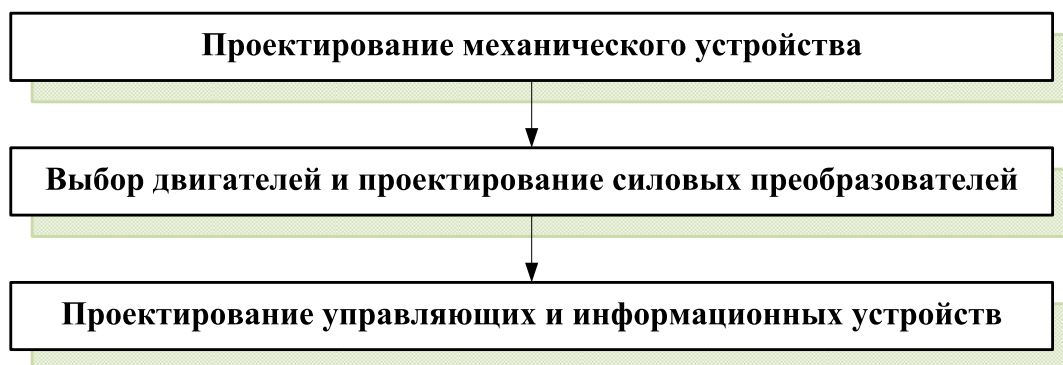 Проектирование механического устройства
Выбор двигателей и проектирование силовых преобразователей
Проектирование управляющих и информационных устройств